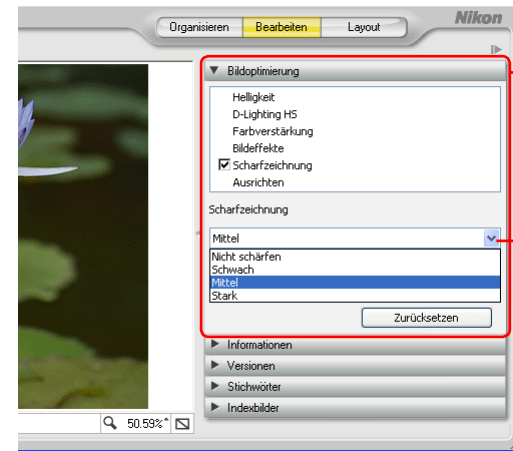 Organisieren Bearbeiten Layout Nikon
Bildoptimierung
Helligkeit
D-Lighting HS
Farbverstärkung
Bildeffekte
Scharfzeichnung
Ausrichten
Scharfzeichnung
Mittel
Nicht schärfen
Schwach
Mittel
Stark
Zurücksetzen
Informationen
Versionen
Stichwörter
Indexbilder
50.59%*